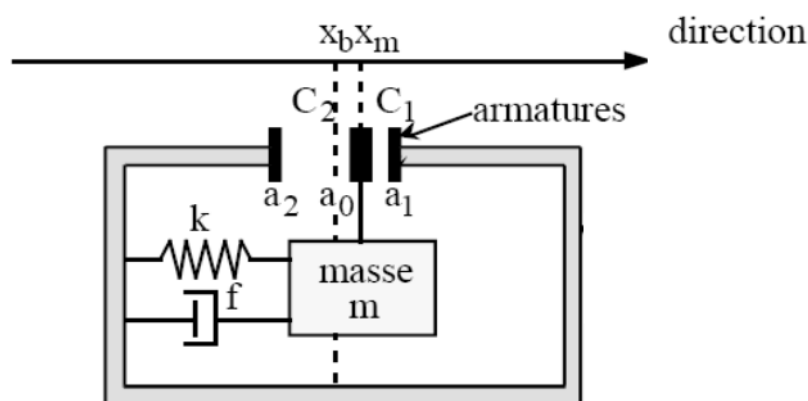 x_b x_m direction
C_2 C_1 armatures
a_2 a_0 a_1
k
masse
f
m